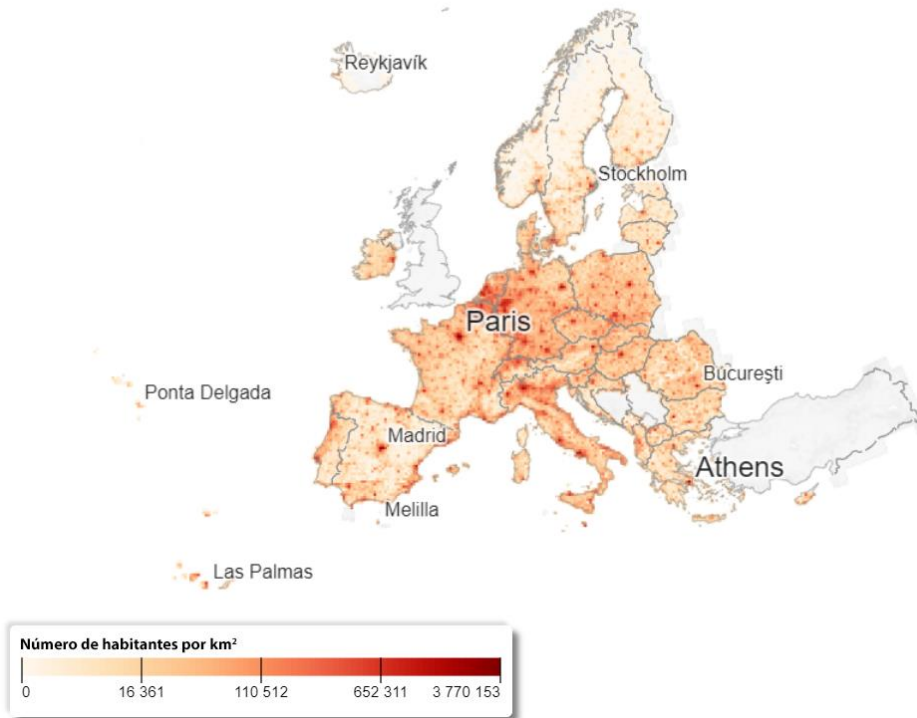 Reykjavík
Stockholm
Paris
Bucureşti
Ponta Delgada
Madrid
Athens
Melilla
Las Palmas
Número de habitantes por km²
0 16 361 110 512 652 311 3 770 153